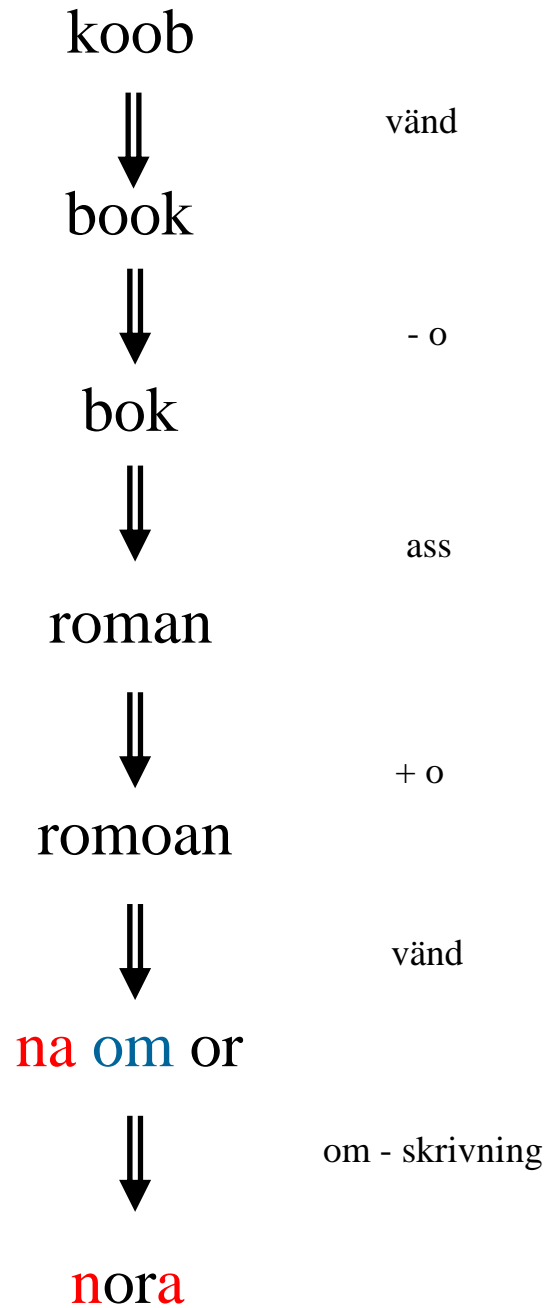 koob
vänd
book
- o
bok
ass
roman
+ o
romoan
vänd
na om or
om - skrivning
nora